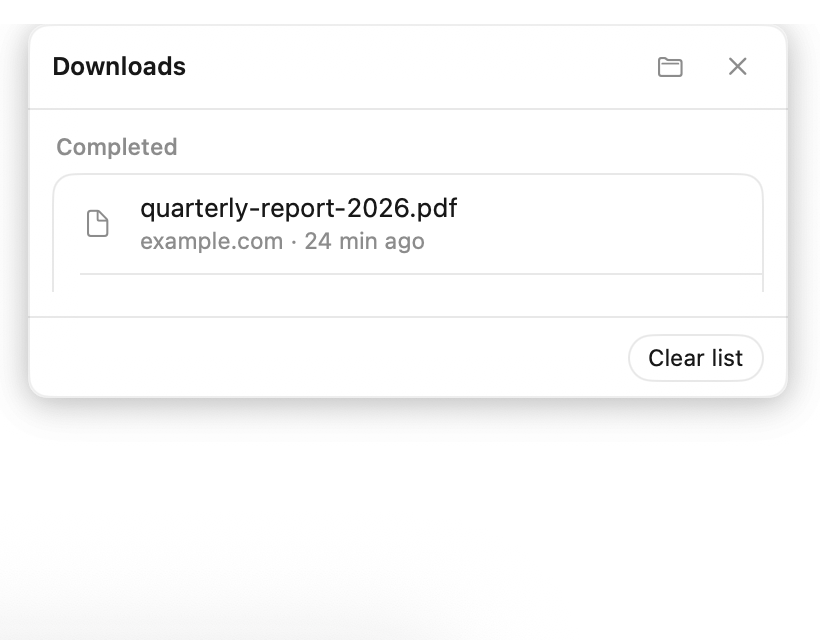 Downloads
Completed
quarterly-report-2026.pdf
example.com · 24 min ago
Clear list